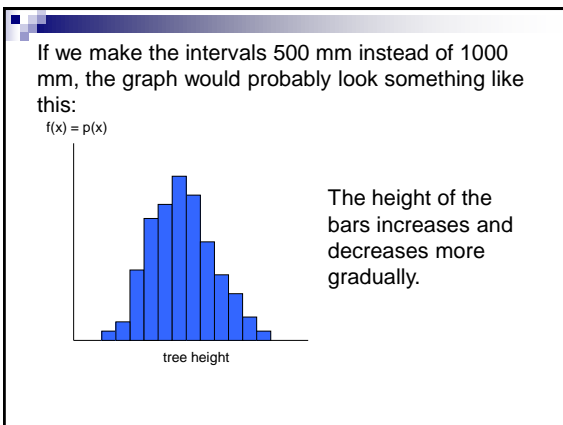 If we make the intervals 500 mm instead of 1000
mm, the graph would probably look something like
this:
f(x) = p(x)
The height of the
bars increases and
decreases more
gradually.
tree height